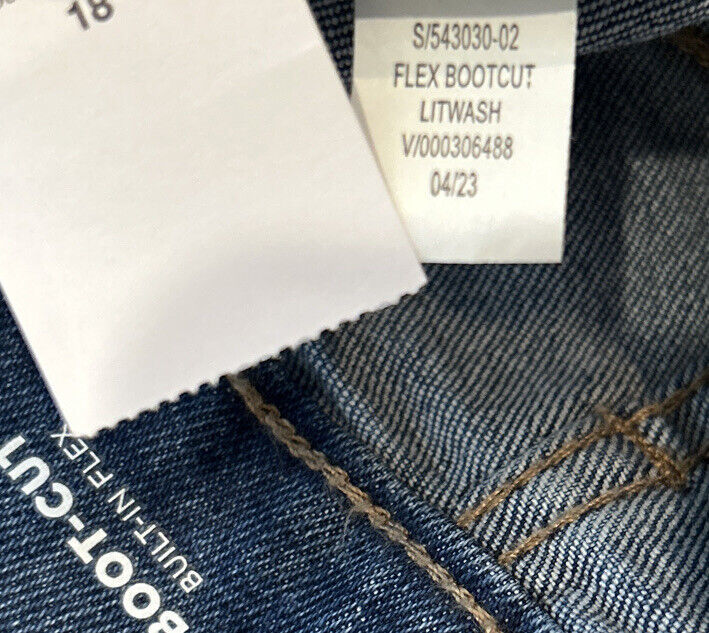 18
S/543030-02
FLEX BOOTCUT
LITWASH
V/000306488
04/23
BOOT-CUT
BUILT-IN FLEX